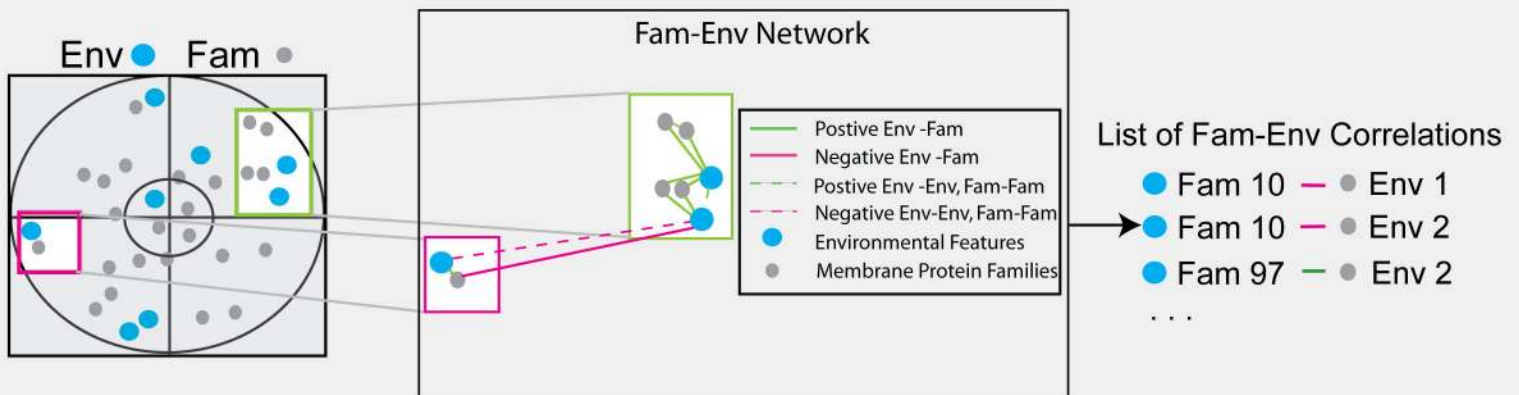 Env Fam
Fam-Env Network
Postive Env -Fam
Negative Env -Fam
Postive Env -Env, Fam-Fam
Negative Env-Env, Fam-Fam
Environmental Features
Membrane Protein Families
List of Fam-Env Correlations
Fam 10 Env 1
Fam 10 Env 2
Fam 97 Env 2
. . .